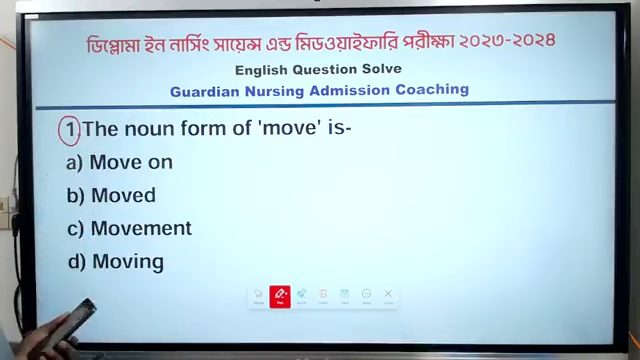 ডিপ্লোমা ইন নার্সিং সায়েন্স এন্ড মিডওয়াইফারি পরীক্ষা ২০২৩-২০২৪
English Question Solve
Guardian Nursing Admission Coaching
1. The noun form of 'move' is-
a) Move on
b) Moved
c) Movement
d) Moving